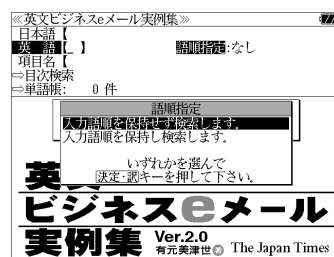 ≪英文ビジネスeメール実例集≫
日本語【
英　語【_ 】 語順指定:なし
項目名【
⇨目次検索
⇨単語帳: 0 件
語順指定
入力語順を保持せず検索します。
入力語順を保持し検索します。
いずれかを選んで
決定・訳キーを押して下さい。
英
ビジネスeメール
実例集 Ver.2.0
有元美津世 The Japan Times